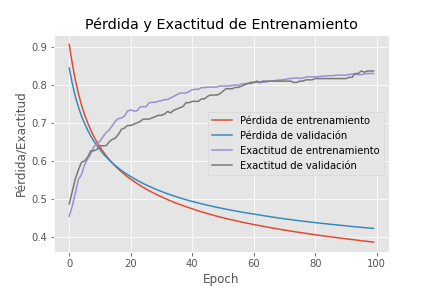 Pérdida y Exactitud de Entrenamiento
Pérdida/Exactitud
0.9
0.8
0.7
0.6
0.5
0.4
Pérdida de entrenamiento
Pérdida de validación
Exactitud de entrenamiento
Exactitud de validación
0 20 40 60 80 100
Epoch